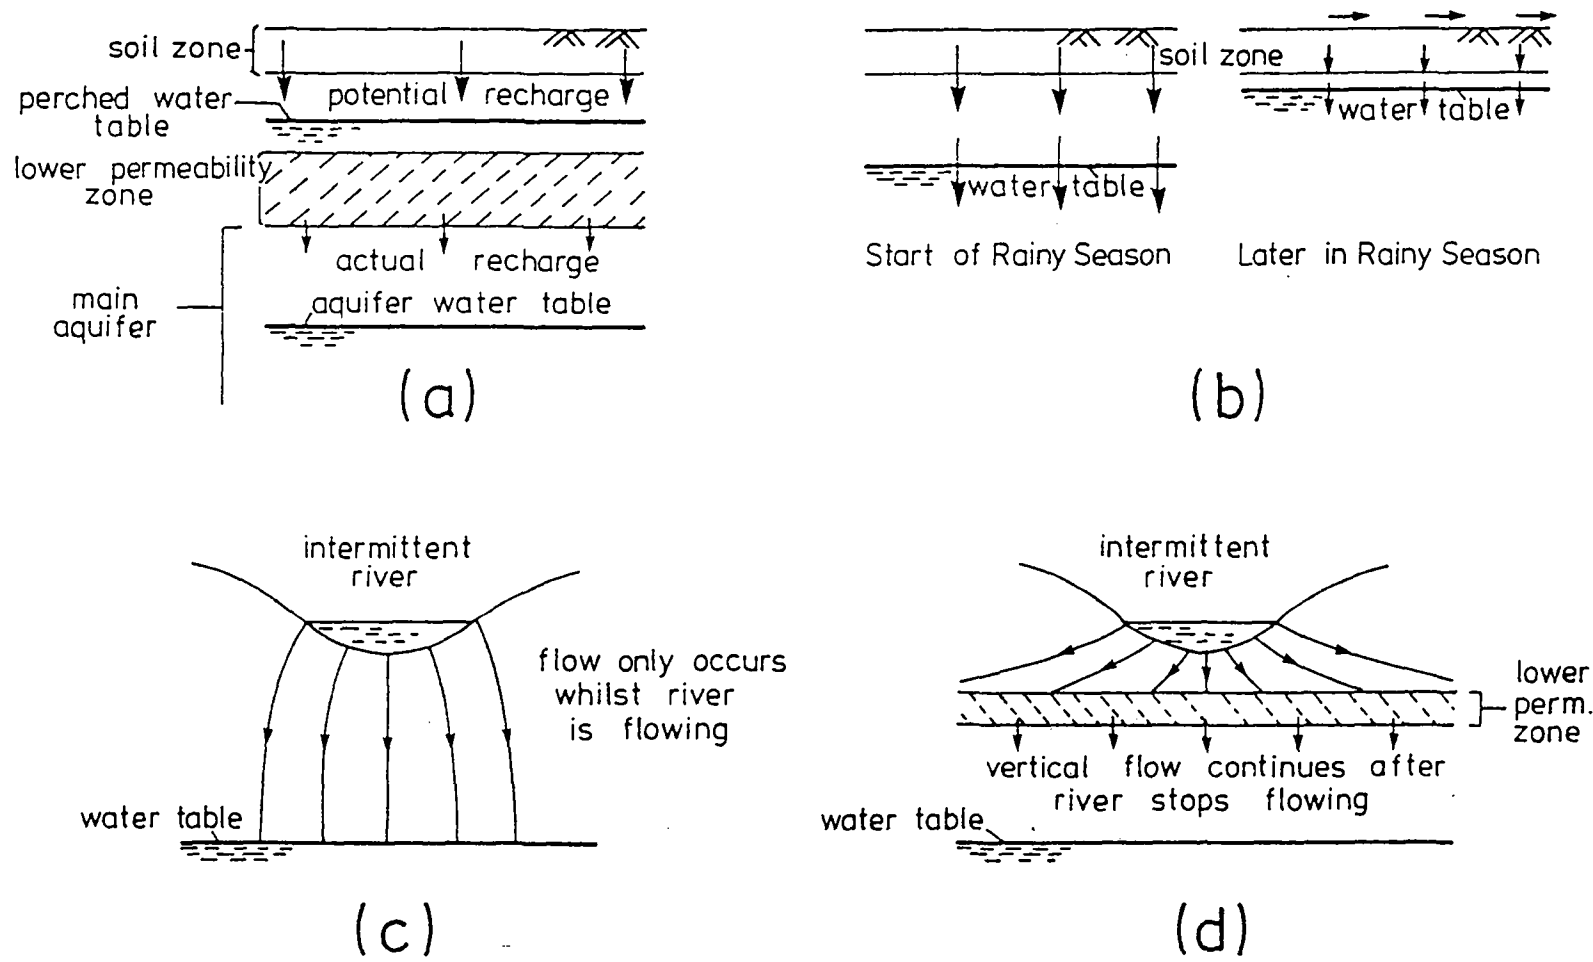 soil zone
potential recharge
perched water
table
lower permeability
zone
actual recharge
main
aquifer
aquifer water table
(a)
soil zone
water table
water table
Start of Rainy Season
Later in Rainy Season
(b)
intermittent
river
flow only occurs
whilst river
is flowing
water table
(c)
intermittent
river
lower
perm.
zone
vertical flow continues after
river stops flowing
water table
(d)